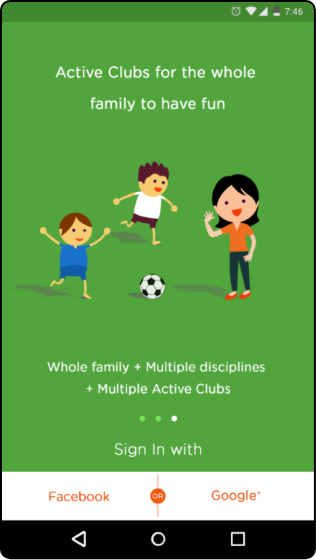 7:46
Active Clubs for the whole
family to have fun
Whole family + Multiple disciplines
+ Multiple Active Clubs
Sign In with
Facebook
OR
Google+